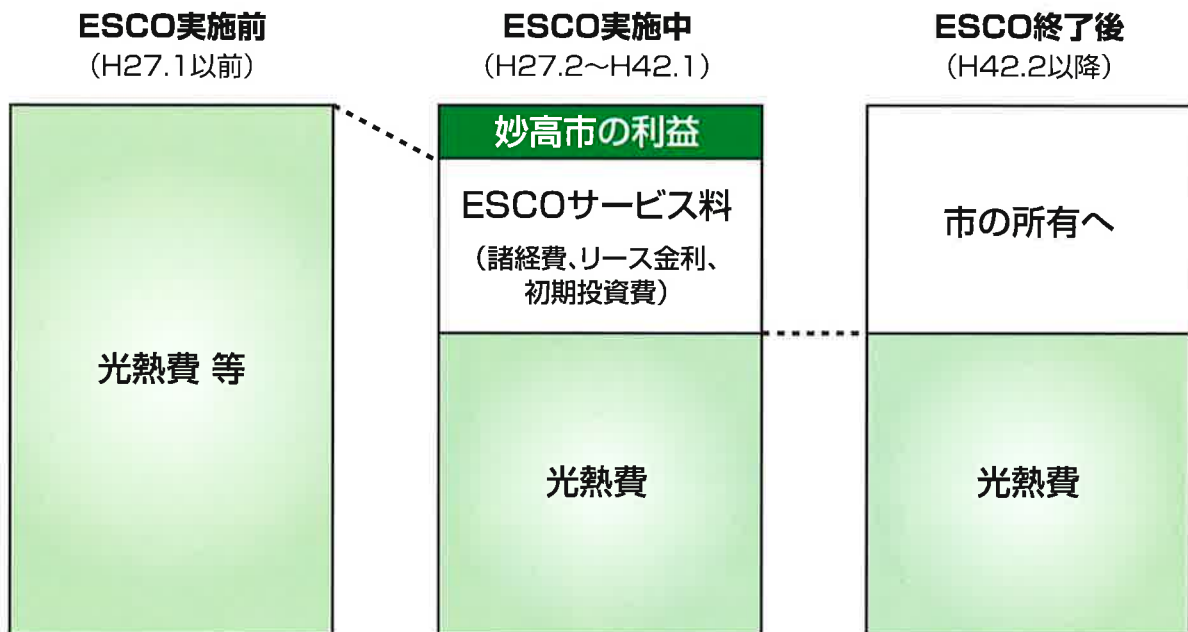 ESCO実施前
（H27.1以前）
光熱費 等
ESCO実施中
（H27.2〜H42.1）
妙高市の利益
ESCOサービス料
（諸経費、リース金利、
初期投資費）
光熱費
ESCO終了後
（H42.2以降）
市の所有へ
光熱費